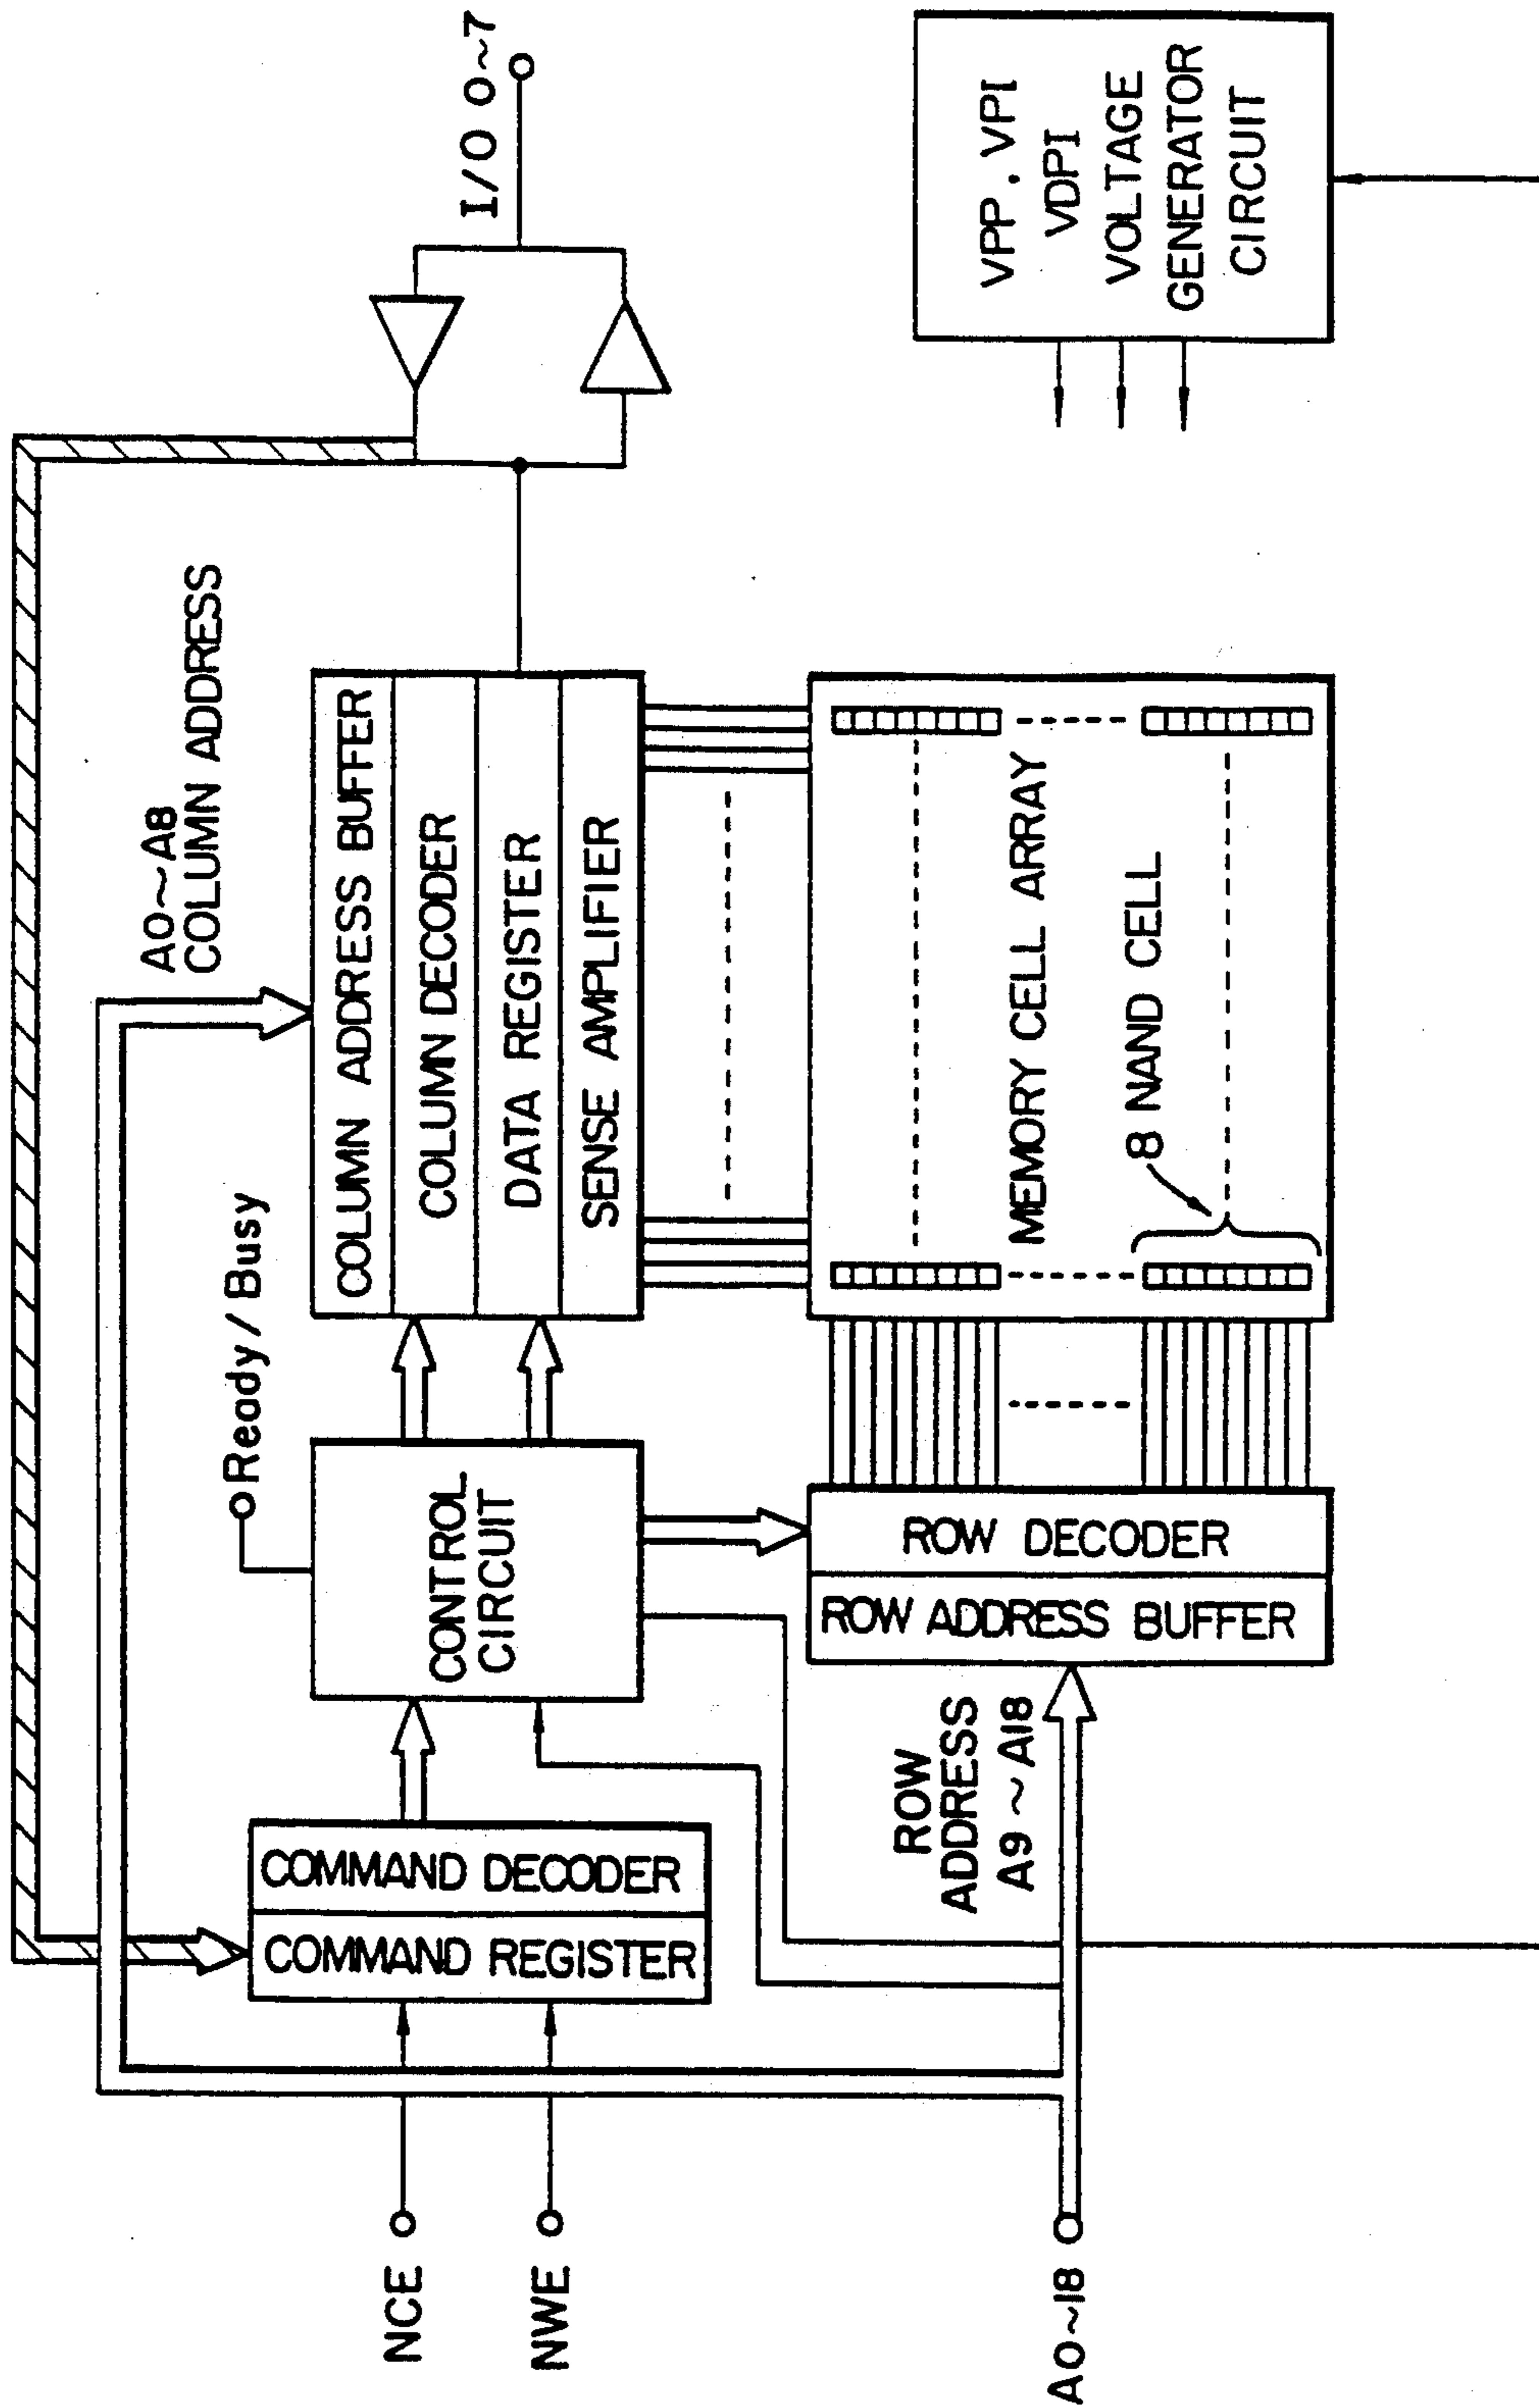 A0~A8
COLUMN ADDRESS
I/O 0~7
Ready/Busy
NCE
NWE
COMMAND REGISTER
COMMAND DECODER
CONTROL
CIRCUIT
COLUMN ADDRESS BUFFER
COLUMN DECODER
DATA REGISTER
SENSE AMPLIFIER
A0~18
ROW
ADDRESS
A9~A18
ROW ADDRESS BUFFER
ROW DECODER
MEMORY CELL ARRAY
8 NAND CELL
VPP. VPI
VDPI
VOLTAGE
GENERATOR
CIRCUIT